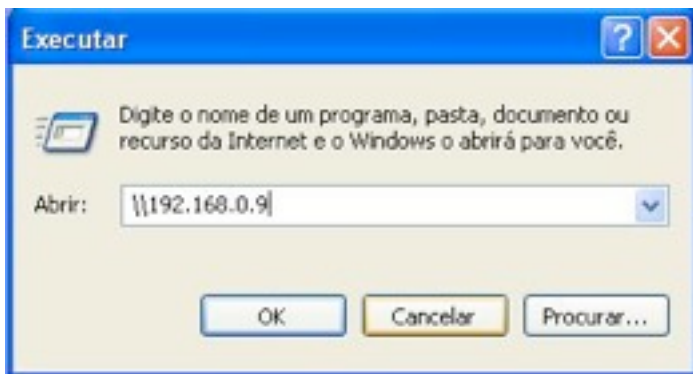 Executar
Digite o nome de um programa, pasta, documento ou
recurso da Internet e o Windows o abrirá para você.
Abrir: \\192.168.0.9
OK Cancelar Procurar...